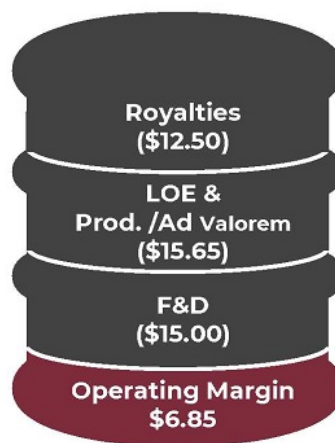 Royalties
($12.50)
LOE &
Prod. /Ad Valorem
($15.65)
F&D
($15.00)
Operating Margin
$6.85